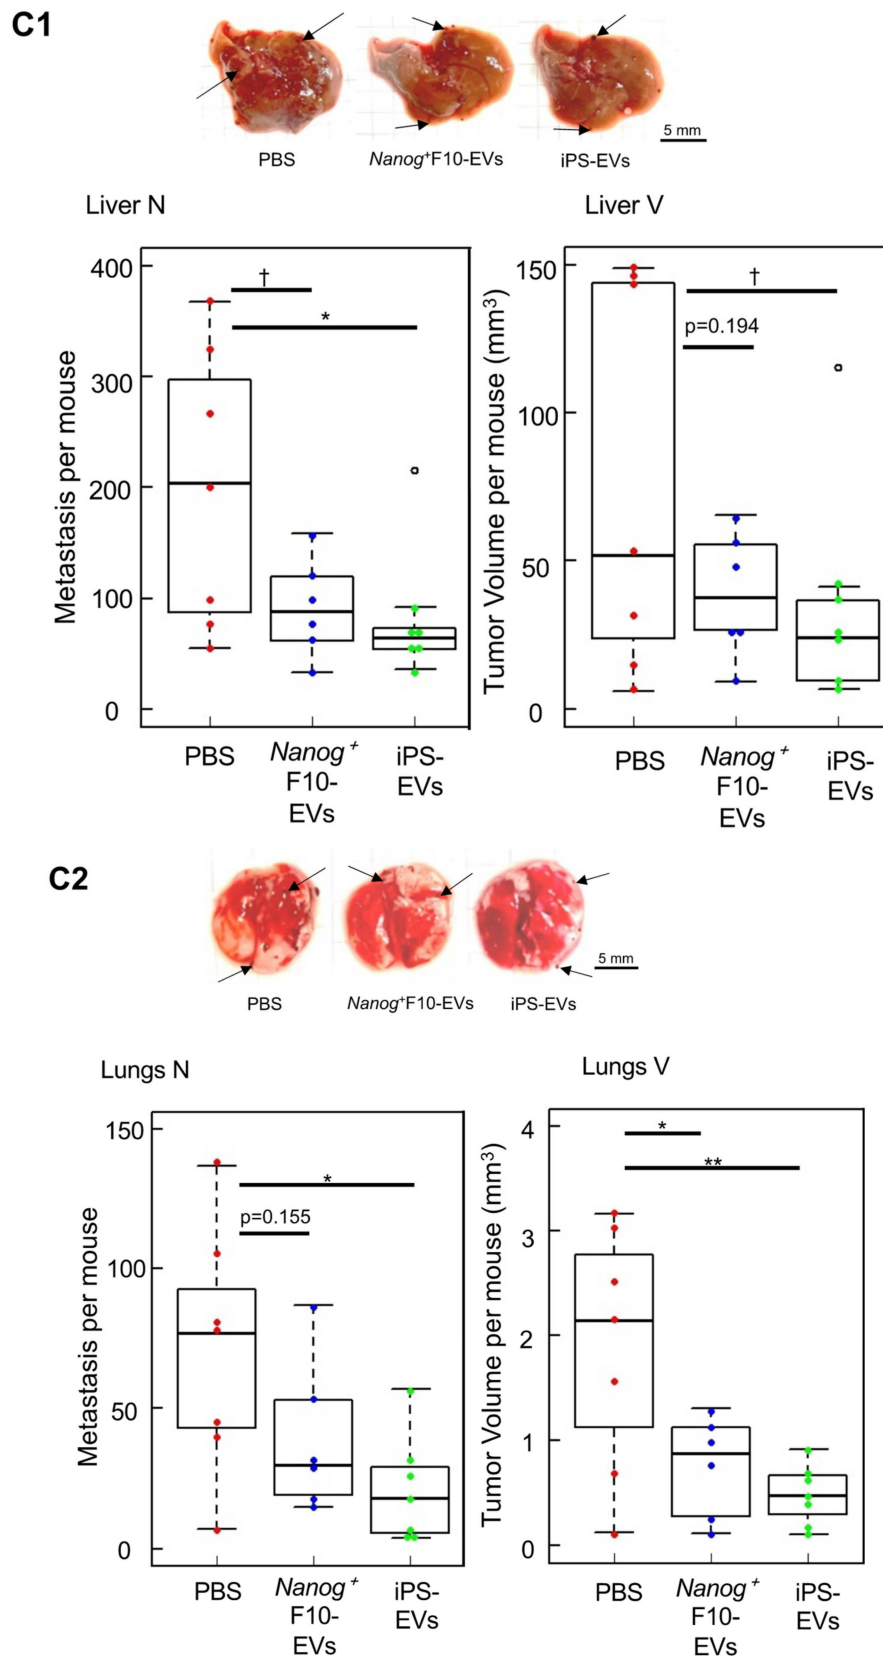 C1
PBS
Nanog+F10-EVs
iPS-EVs
5 mm
Liver N
Liver V
Metastasis per mouse
400
300
200
100
0
†
*
PBS
Nanog +
F10-
EVs
iPS-
EVs
Tumor Volume per mouse (mm3)
150
100
50
0
†
p=0.194
PBS
Nanog +
F10-
EVs
iPS-
EVs
C2
PBS
Nanog+F10-EVs
iPS-EVs
5 mm
Lungs N
Lungs V
Metastasis per mouse
150
100
50
0
*
p=0.155
PBS
Nanog +
F10-
EVs
iPS-
EVs
Tumor Volume per mouse (mm3)
4
3
2
1
0
*
**
PBS
Nanog +
F10-
EVs
iPS-
EVs